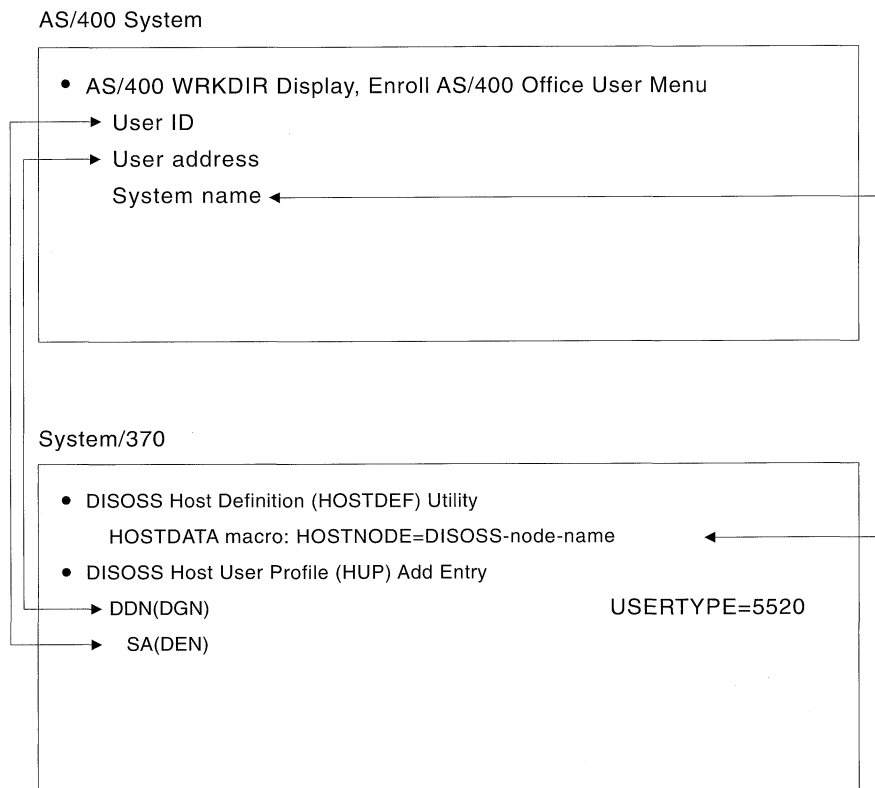 AS/400 System
• AS/400 WRKDIR Display, Enroll AS/400 Office User Menu
User ID
User address
System name
System/370
• DISOSS Host Definition (HOSTDEF) Utility
HOSTDATA macro: HOSTNODE=DISOSS-node-name
• DISOSS Host User Profile (HUP) Add Entry
DDN(DGN) USERTYPE=5520
SA(DEN)